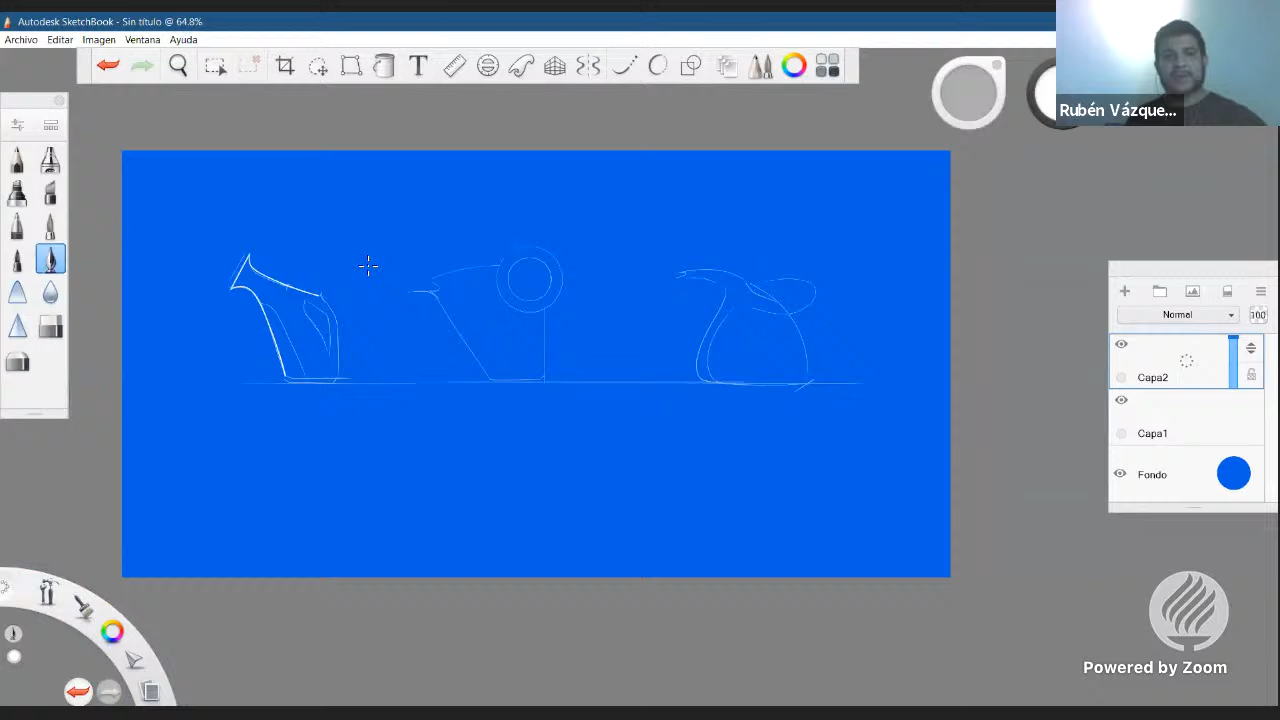 Autodesk SketchBook - Sin título @ 64.8%
Archivo Editar Imagen Ventana Ayuda
T
Rubén Vázque...
Normal
100
Capa2
Capa1
Fondo
Powered by Zoom